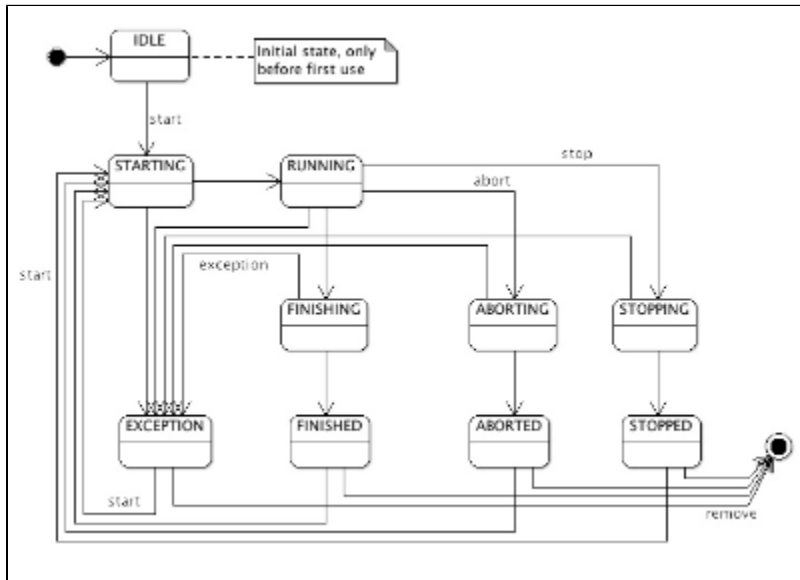 IDLE
Initial state, only
before first use
start
STARTING
RUNNING
stop
abort
start
exception
FINISHING
ABORTING
STOPPING
EXCEPTION
FINISHED
ABORTED
STOPPED
start
remove